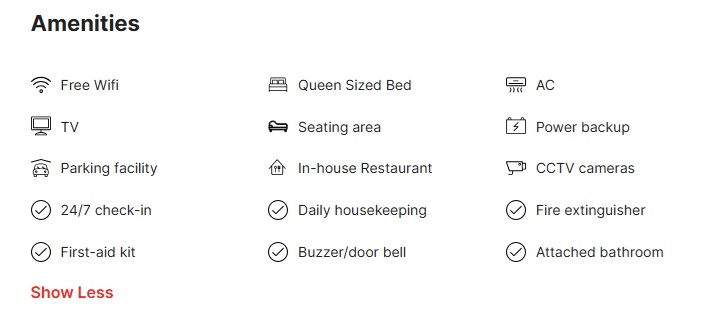 Amenities
Free Wifi
Queen Sized Bed
AC
TV
Seating area
Power backup
Parking facility
In-house Restaurant
CCTV cameras
24/7 check-in
Daily housekeeping
Fire extinguisher
First-aid kit
Buzzer/door bell
Attached bathroom
Show Less